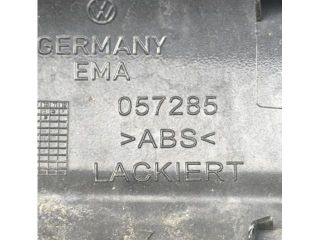 GERMANY
EMA
057285
>ABS<
LACKIERT